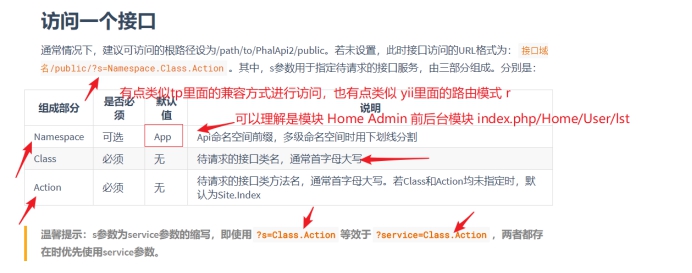 访问一个接口
通常情况下，建议可访问的根路径设为/path/to/PhalApi2/public。若未设置，此时接口访问的URL格式为： 接口域
名/public/?s=Namespace.Class.Action 。其中，s参数用于指定待请求的接口服务，由三部分组成。分别是：
有点类似tp里面的兼容方式进行访问，也有点类似 yii里面的路由模式 r
组成部分 是否必须 默认值 说明
可以理解是模块 Home Admin 前后台模块 index.php/Home/User/lst
Namespace 可选 App Api命名空间前缀，多级命名空间时用下划线分割
Class 必须 无 待请求的接口类名，通常首字母大写
Action 必须 无 待请求的接口类方法名，通常首字母大写。若Class和Action均未指定时，默
认为Site.Index
温馨提示：s参数为service参数的缩写，即使用 ?s=Class.Action 等效于 ?service=Class.Action ，两者都存
在时优先使用service参数。